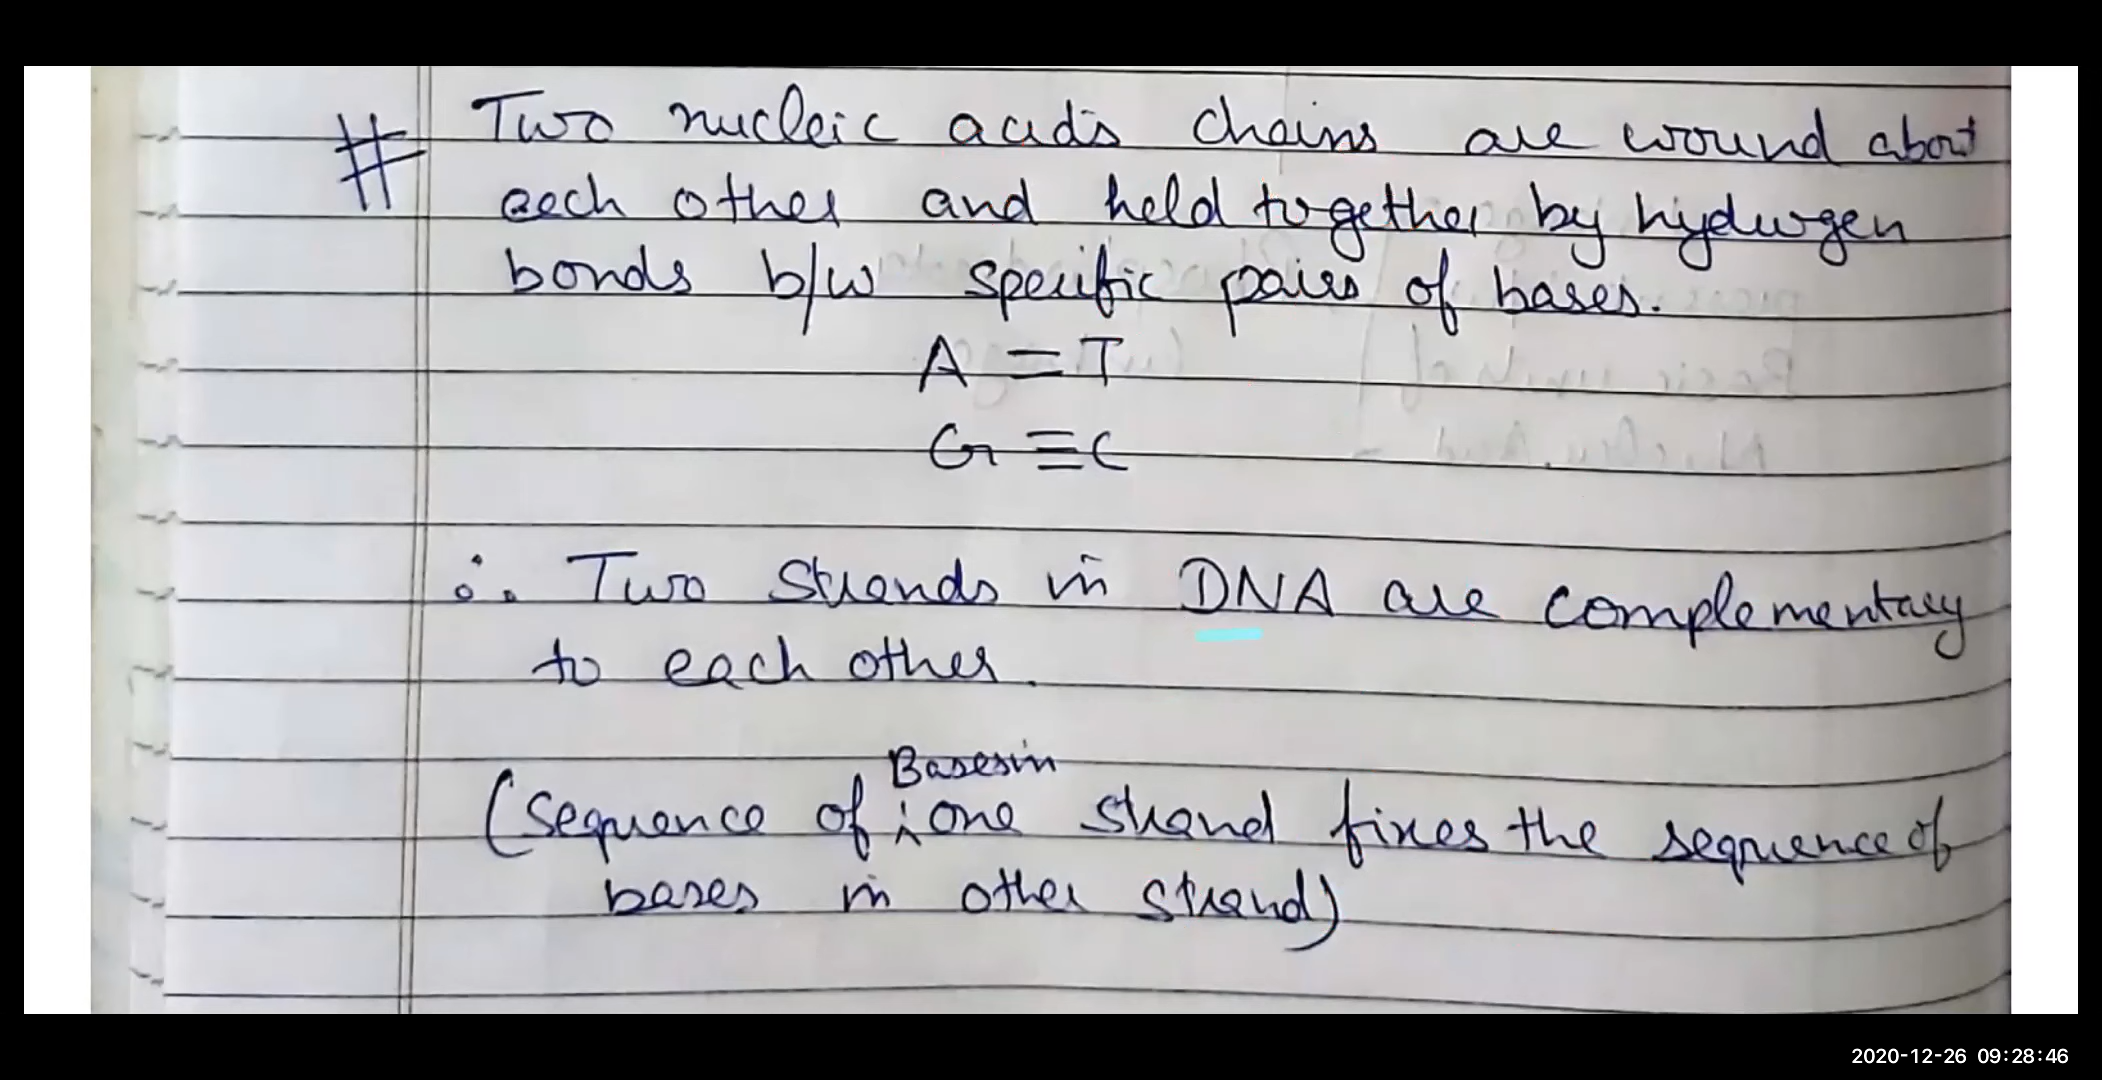 # Two nucleic acids chains are wound about
each other and held together by hydrogen
bonds b/w specific pairs of bases.
A = T
G ≡ C
∴ Two Strands in DNA are complementary
to each other.
Bases in
(Sequence of ^ one strand fixes the sequence of
bases in other strand)
2020-12-26 09:28:46